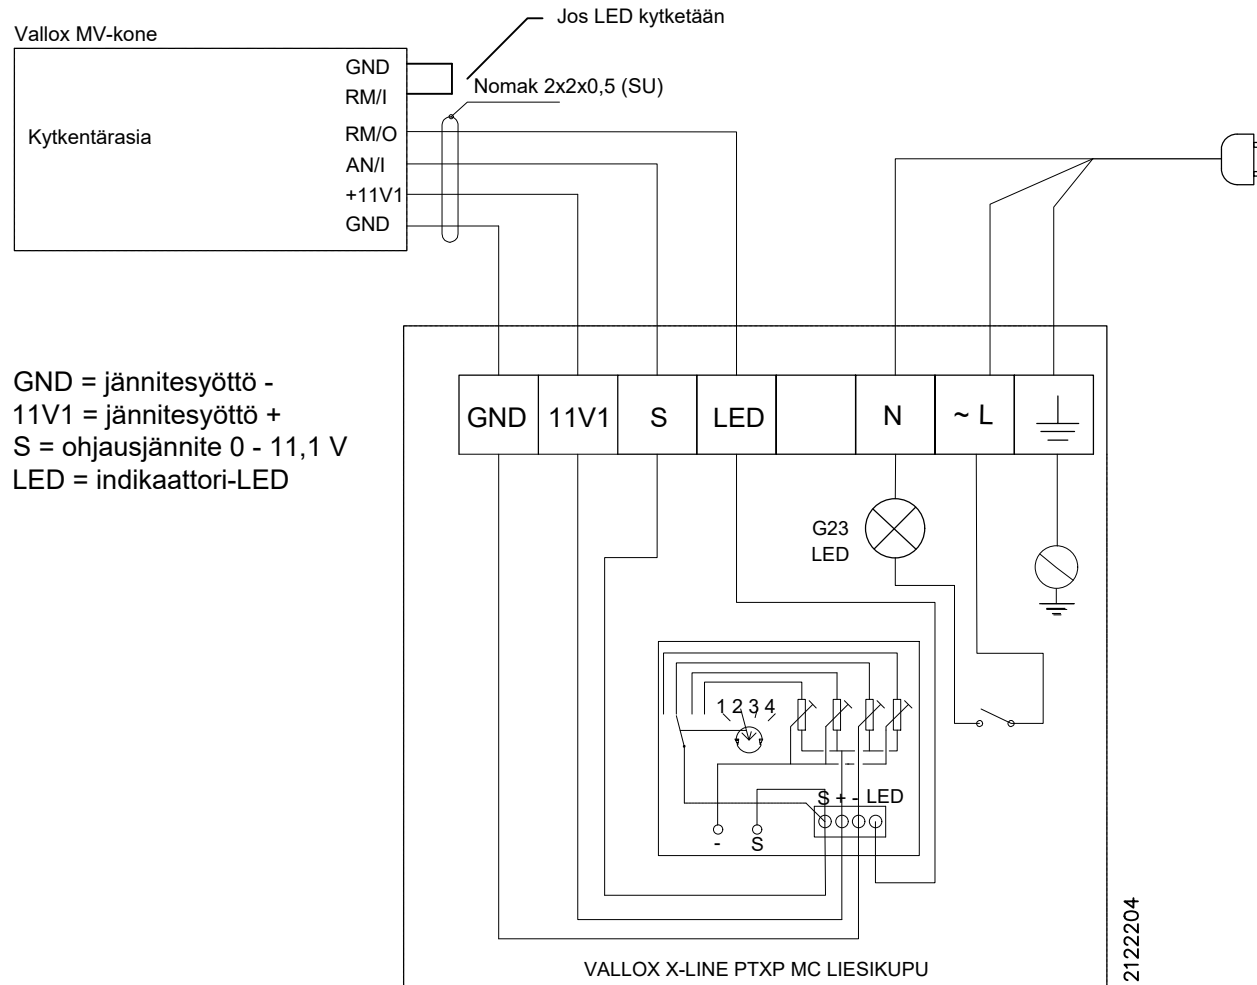 Jos LED kytketään
Vallox MV-kone
GND
RM/I
Nomak 2x2x0,5 (SU)
Kytkentärasia
RM/O
AN/I
+11V1
GND
GND = jännitesyöttö -
11V1 = jännitesyöttö +
S = ohjausjännite 0 - 11,1 V
LED = indikaattori-LED
GND 11V1 S LED N ~ L
G23
LED
1 2 3 4
S + - LED
- S
VALLOX X-LINE PTXP MC LIESIKUPU
2122204